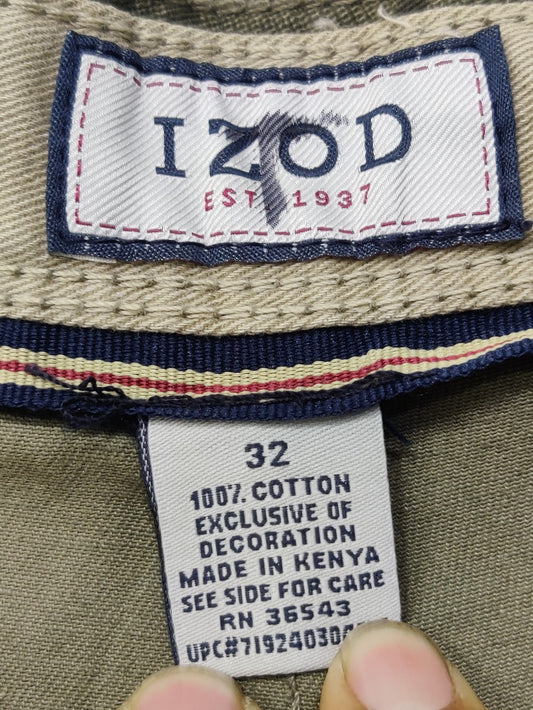 IZOD
EST 1937
32
100% COTTON
EXCLUSIVE OF
DECORATION
MADE IN KENYA
SEE SIDE FOR CARE
RN 36543